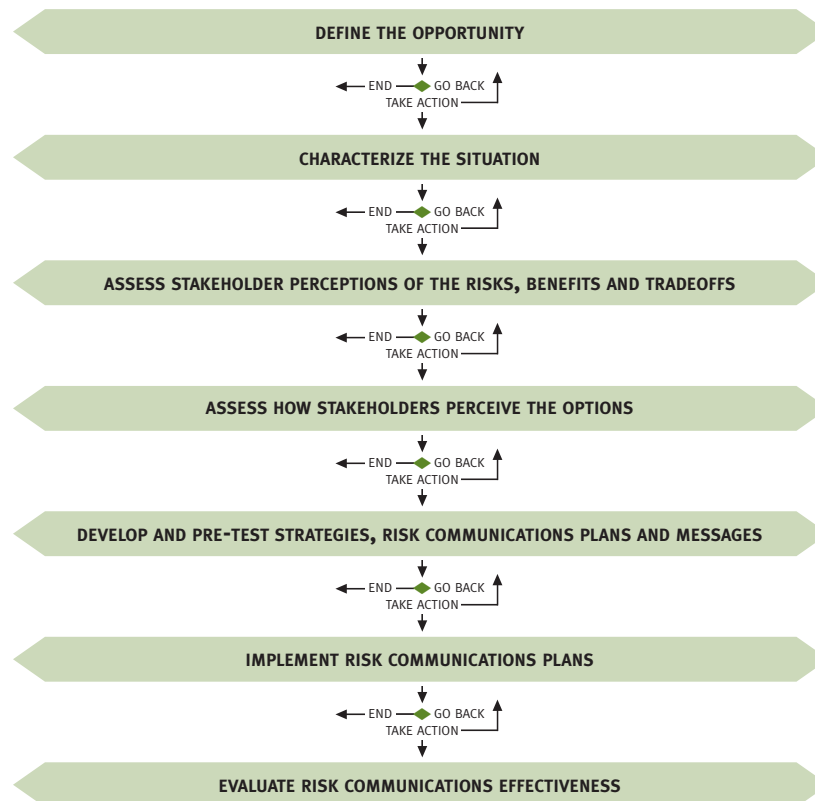 DEFINE THE OPPORTUNITY
END GO BACK
TAKE ACTION
CHARACTERIZE THE SITUATION
END GO BACK
TAKE ACTION
ASSESS STAKEHOLDER PERCEPTIONS OF THE RISKS, BENEFITS AND TRADEOFFS
END GO BACK
TAKE ACTION
ASSESS HOW STAKEHOLDERS PERCEIVE THE OPTIONS
END GO BACK
TAKE ACTION
DEVELOP AND PRE-TEST STRATEGIES, RISK COMMUNICATIONS PLANS AND MESSAGES
END GO BACK
TAKE ACTION
IMPLEMENT RISK COMMUNICATIONS PLANS
END GO BACK
TAKE ACTION
EVALUATE RISK COMMUNICATIONS EFFECTIVENESS